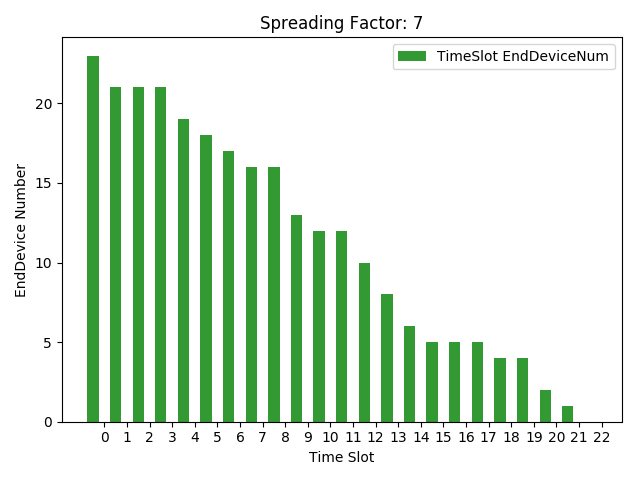 Spreading Factor: 7
TimeSlot EndDeviceNum
EndDevice Number
20
15
10
5
0
0 1 2 3 4 5 6 7 8 9 10 11 12 13 14 15 16 17 18 19 20 21 22
Time Slot